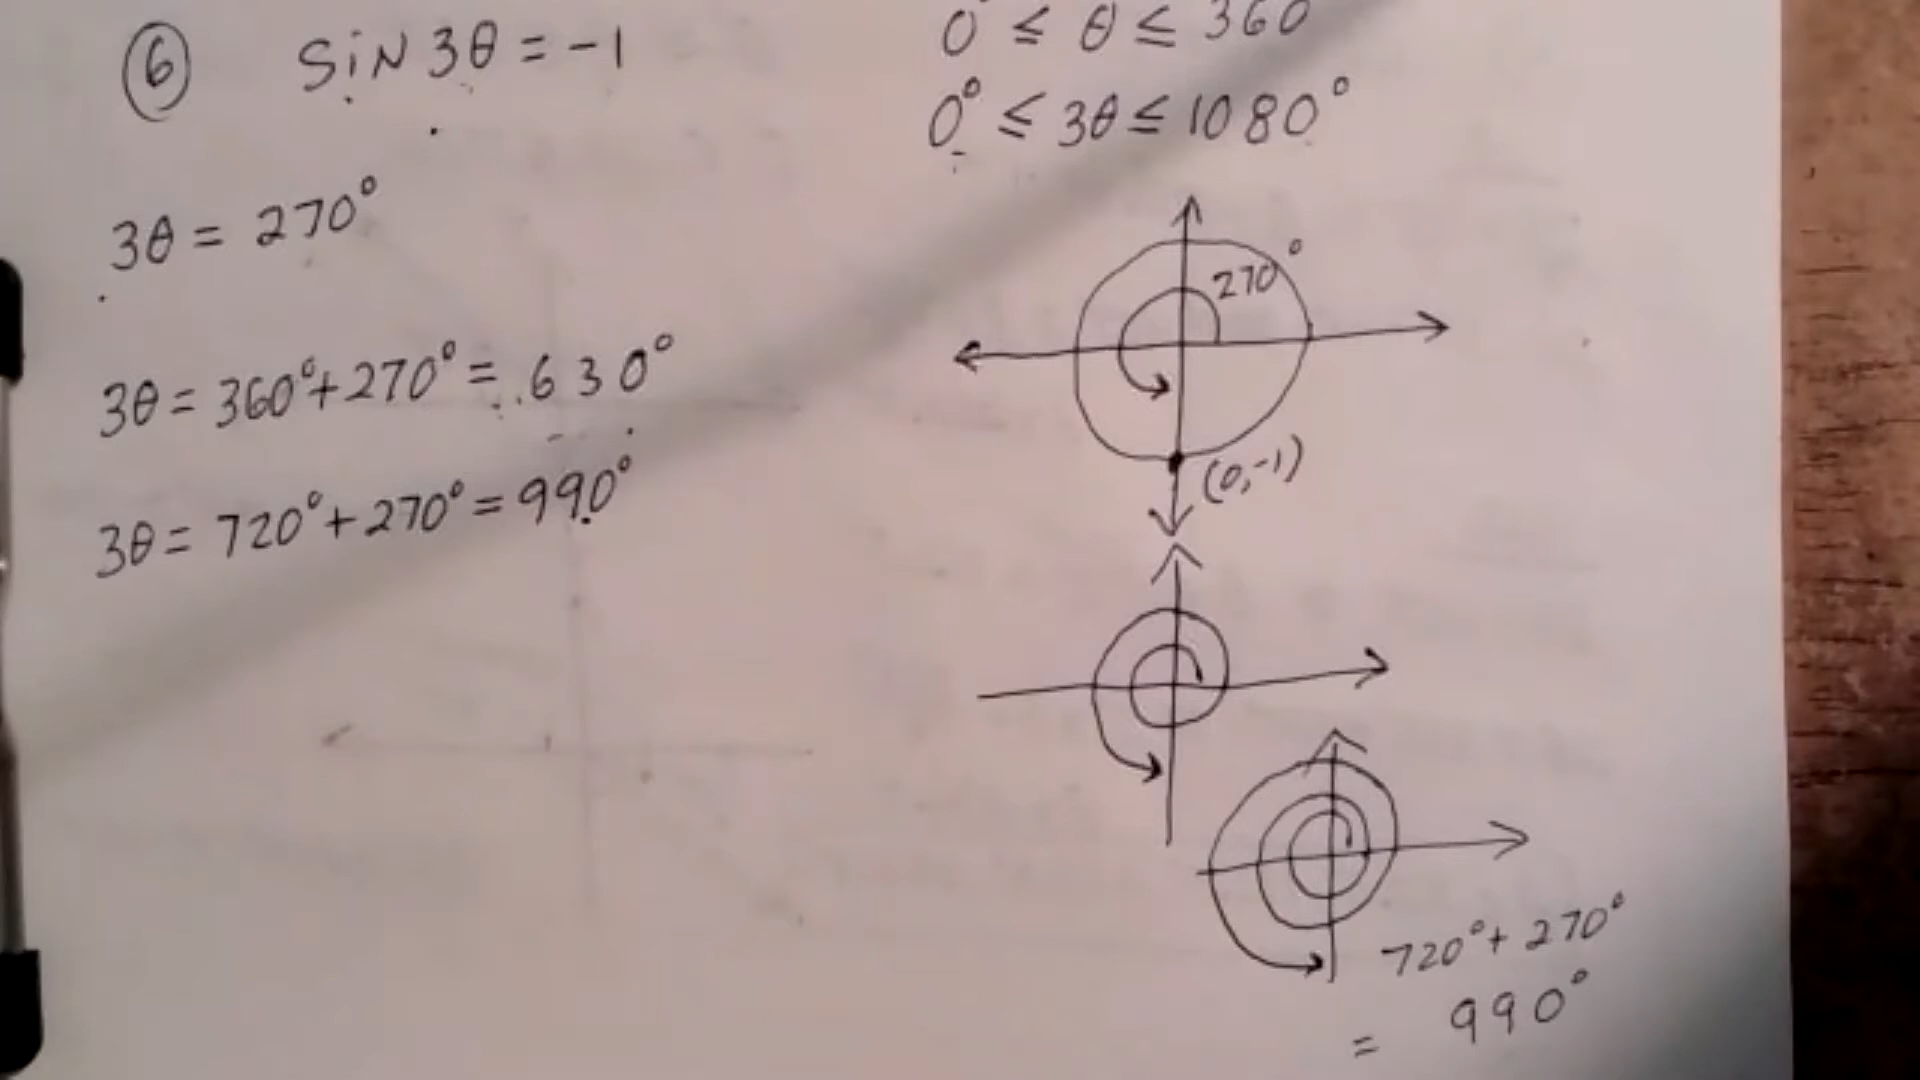 ⑥ SiN 3θ = -1
0° ≤ θ ≤ 360
0° ≤ 3θ ≤ 1080°
3θ = 270°
3θ = 360° + 270° = 630°
3θ = 720° + 270° = 990°
270°
(0,-1)
720° + 270°
= 990°